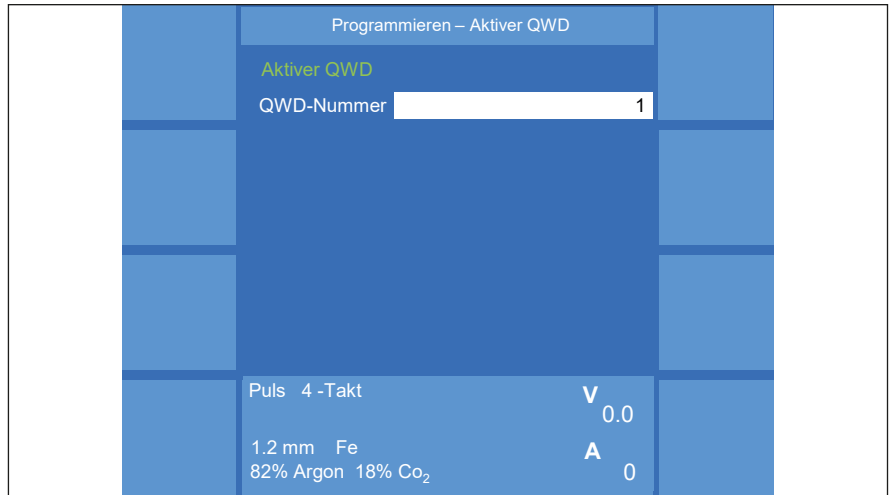 Programmieren – Aktiver QWD
Aktiver QWD
QWD-Nummer 1
Puls 4 -Takt V
0.0
1.2 mm Fe A
82% Argon 18% Co₂ 0